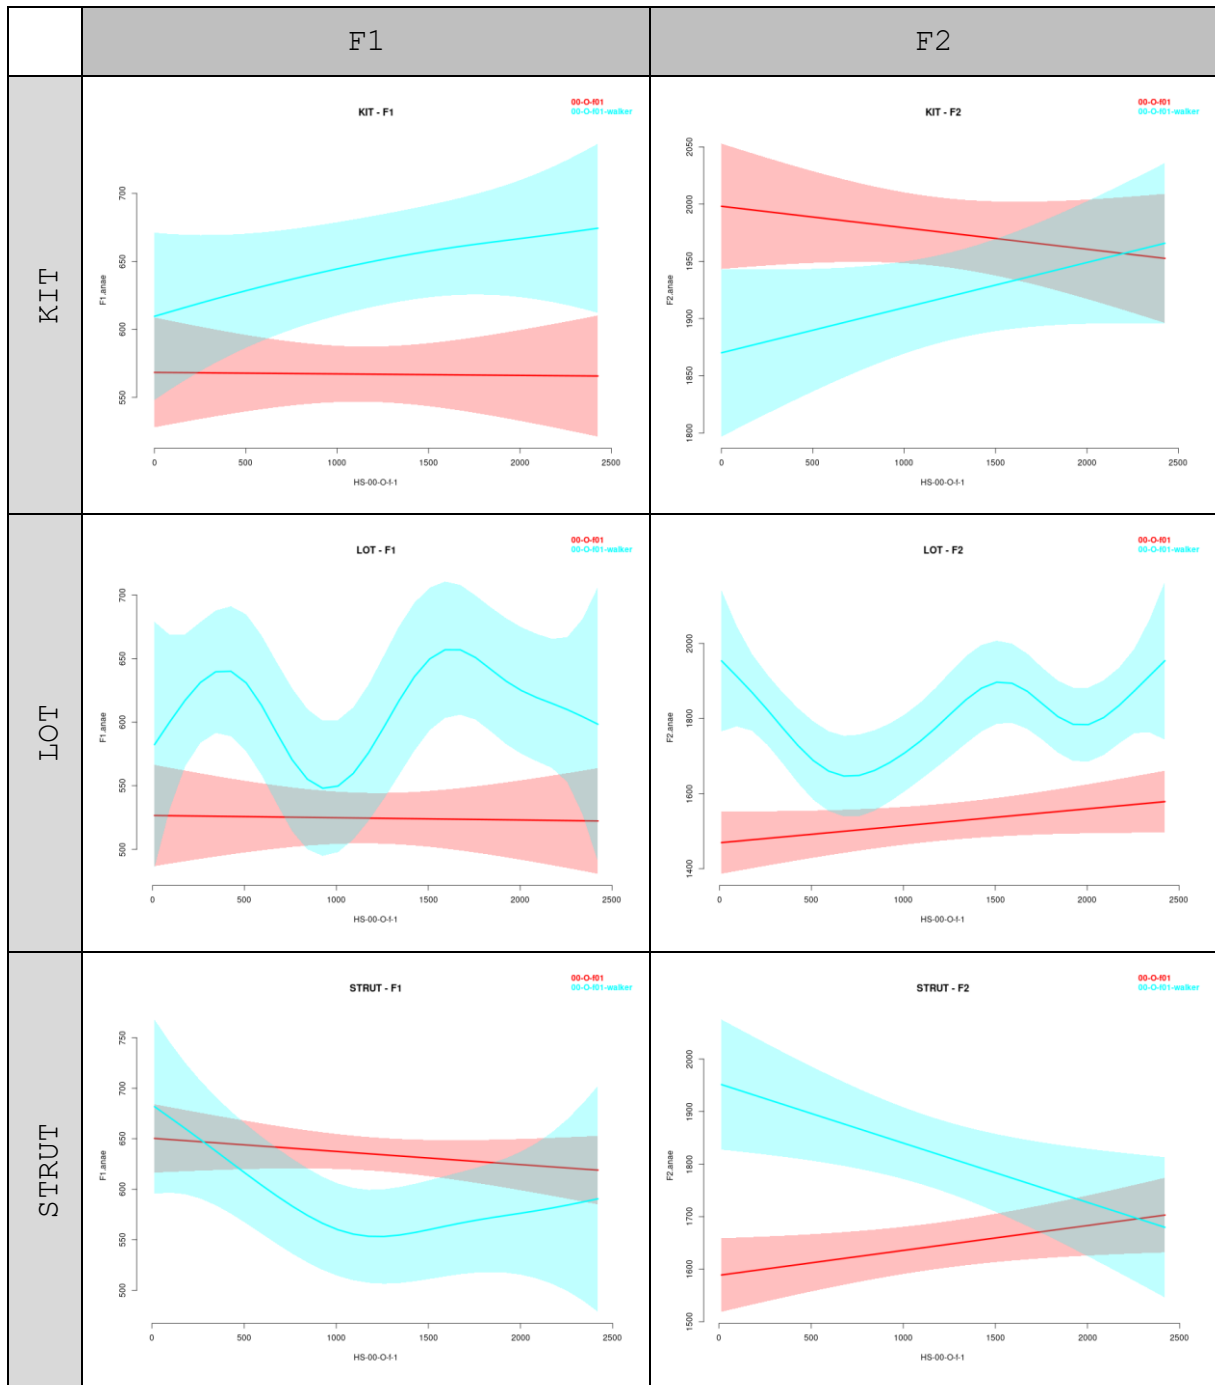 F1
F2
KIT
KIT - F1
00-O-f01
00-O-f01-walker
F1.anae
700
650
600
550
0 500 1000 1500 2000 2500
HS-00-O-f-1
KIT - F2
00-O-f01
00-O-f01-walker
F2.anae
2050
2000
1950
1900
1850
1800
0 500 1000 1500 2000 2500
HS-00-O-f-1
LOT
LOT - F1
00-O-f01
00-O-f01-walker
F1.anae
700
650
600
550
500
0 500 1000 1500 2000 2500
HS-00-O-f-1
LOT - F2
00-O-f01
00-O-f01-walker
F2.anae
2000
1800
1600
1400
0 500 1000 1500 2000 2500
HS-00-O-f-1
STRUT
STRUT - F1
00-O-f01
00-O-f01-walker
F1.anae
750
700
650
600
550
500
0 500 1000 1500 2000 2500
HS-00-O-f-1
STRUT - F2
00-O-f01
00-O-f01-walker
F2.anae
2000
1900
1800
1700
1600
1500
0 500 1000 1500 2000 2500
HS-00-O-f-1